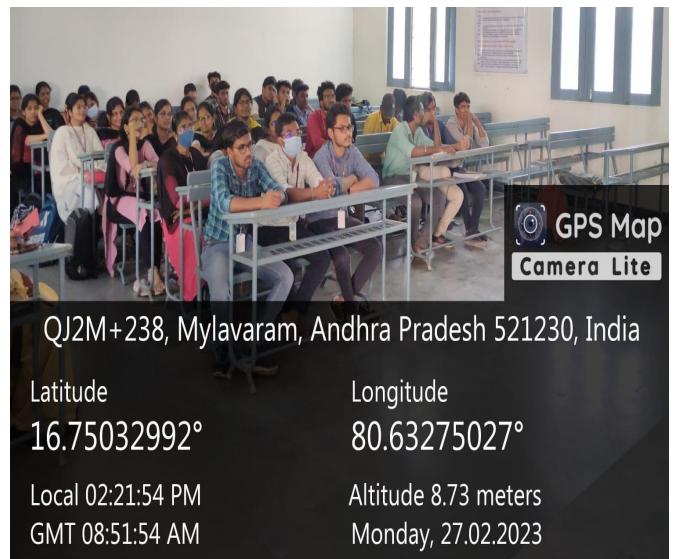 GPS Map
Camera Lite
QJ2M+238, Mylavaram, Andhra Pradesh 521230, India
Latitude
16.75032992°
Longitude
80.63275027°
Local 02:21:54 PM
GMT 08:51:54 AM
Altitude 8.73 meters
Monday, 27.02.2023